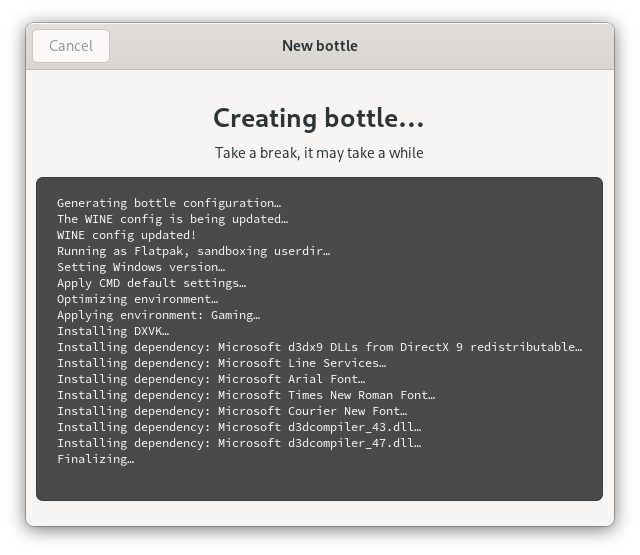 Cancel
New bottle
Creating bottle…
Take a break, it may take a while
Generating bottle configuration…
The WINE config is being updated…
WINE config updated!
Running as Flatpak, sandboxing userdir…
Setting Windows version…
Apply CMD default settings…
Optimizing environment…
Applying environment: Gaming…
Installing DXVK…
Installing dependency: Microsoft d3dx9 DLLs from DirectX 9 redistributable…
Installing dependency: Microsoft Line Services…
Installing dependency: Microsoft Arial Font…
Installing dependency: Microsoft Times New Roman Font…
Installing dependency: Microsoft Courier New Font…
Installing dependency: Microsoft d3dcompiler_43.dll…
Installing dependency: Microsoft d3dcompiler_47.dll…
Finalizing…